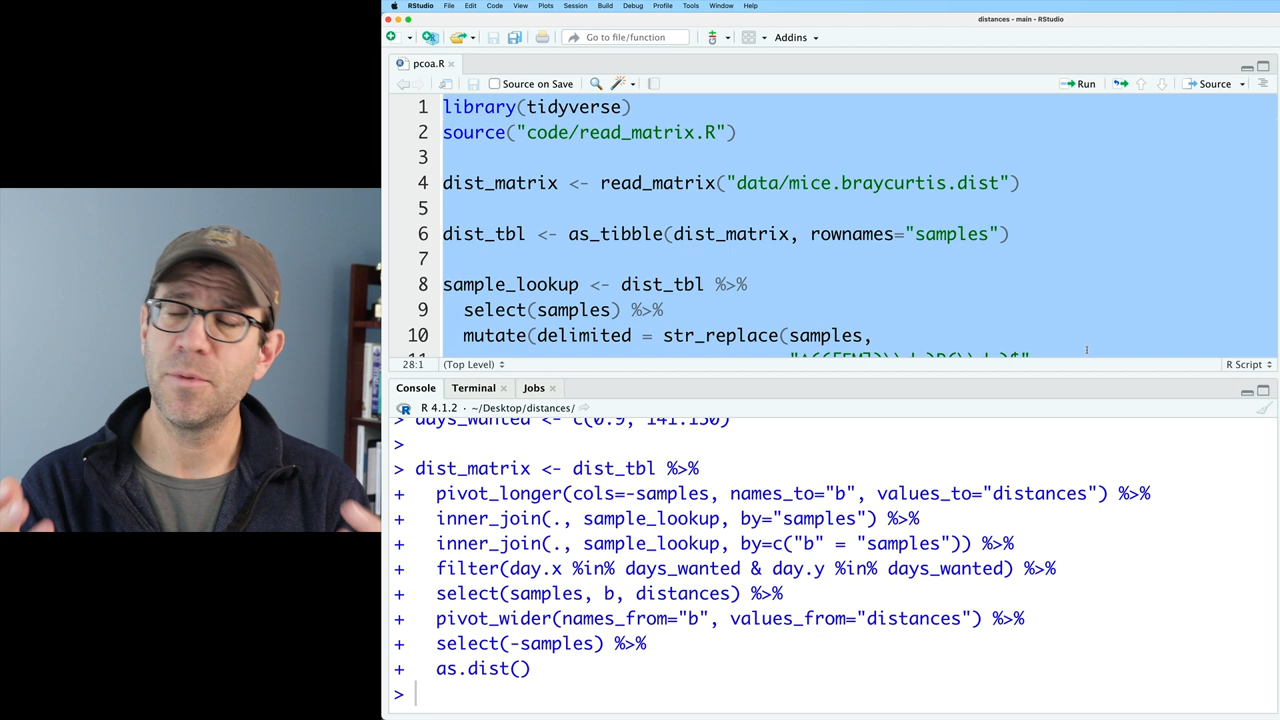 RStudio File Edit Code View Plots Session Build Debug Profile Tools Window Help
distances - main - RStudio
Go to file/function Addins
pcoa.R
Source on Save Run Source
1 library(tidyverse)
2 source("code/read_matrix.R")
3
4 dist_matrix <- read_matrix("data/mice.braycurtis.dist")
5
6 dist_tbl <- as_tibble(dist_matrix, rownames="samples")
7
8 sample_lookup <- dist_tbl %>%
9 select(samples) %>%
10 mutate(delimited = str_replace(samples,
28:1 (Top Level) R Script
Console Terminal Jobs
R 4.1.2 · ~/Desktop/distances/
>
> dist_matrix <- dist_tbl %>%
+ pivot_longer(cols=-samples, names_to="b", values_to="distances") %>%
+ inner_join(., sample_lookup, by="samples") %>%
+ inner_join(., sample_lookup, by=c("b" = "samples")) %>%
+ filter(day.x %in% days_wanted & day.y %in% days_wanted) %>%
+ select(samples, b, distances) %>%
+ pivot_wider(names_from="b", values_from="distances") %>%
+ select(-samples) %>%
+ as.dist()
>